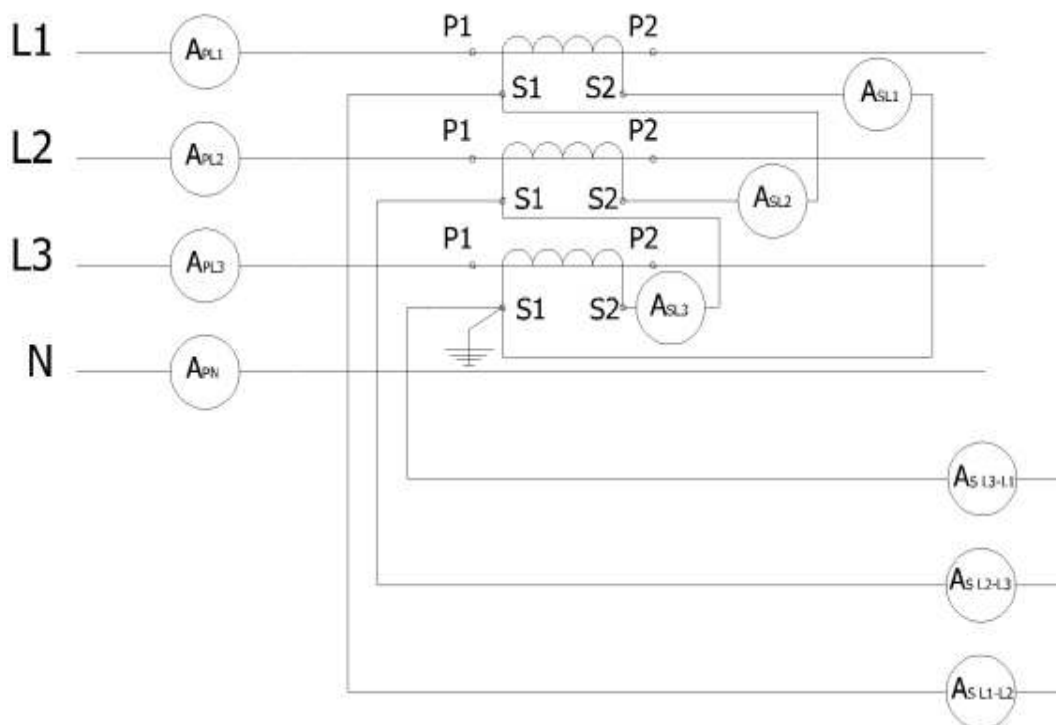 P1 P2
L1 APL1
S1 S2 ASL1
P1 P2
L2 APL2
S1 S2 ASL2
P1 P2
L3 APL3
S1 S2 ASL3
N APN
AS L3-L1
AS L2-L3
AS L1-L2